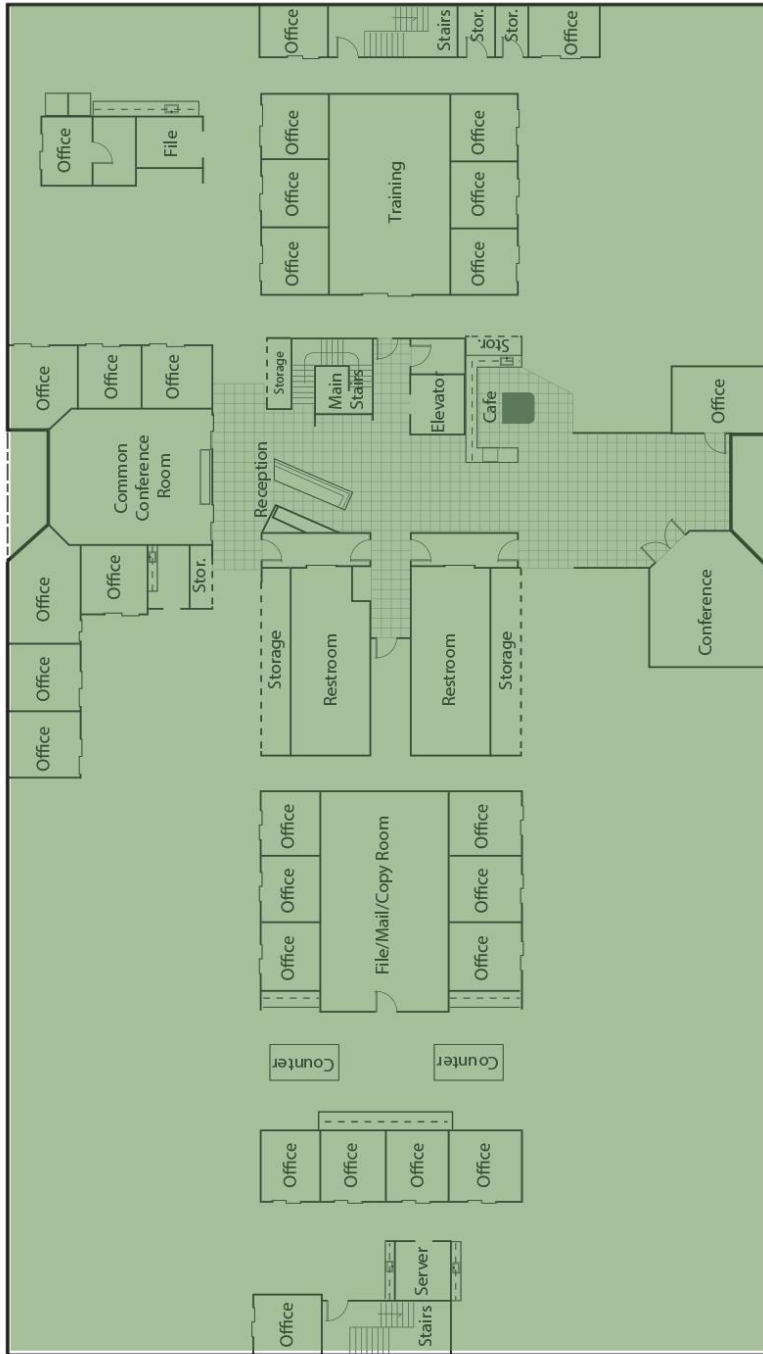 Office
Stairs
Stor.
Stor.
Office
Office
File
Office
Office
Office
Training
Office
Office
Office
Office
Office
Office
Storage
Main
Stairs
Elevator
Stor.
Cafe
Office
Common
Conference
Room
Reception
Office
Office
Stor.
Office
Office
Storage
Restroom
Restroom
Storage
Conference
Office
Office
Office
File/Mail/Copy Room
Office
Office
Office
Counter
Counter
Office
Office
Office
Office
Server
Office
Stairs